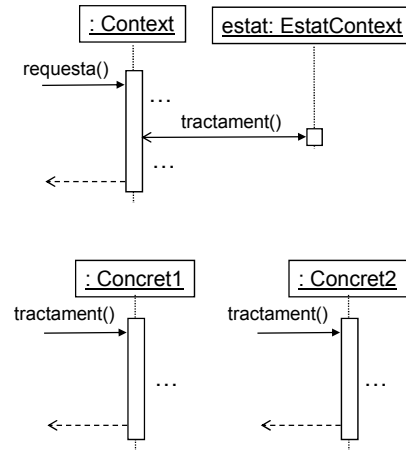 : Context
estat: EstatContext
requesta()
...
tractament()
...
: Concret1
: Concret2
tractament()
tractament()
...
...